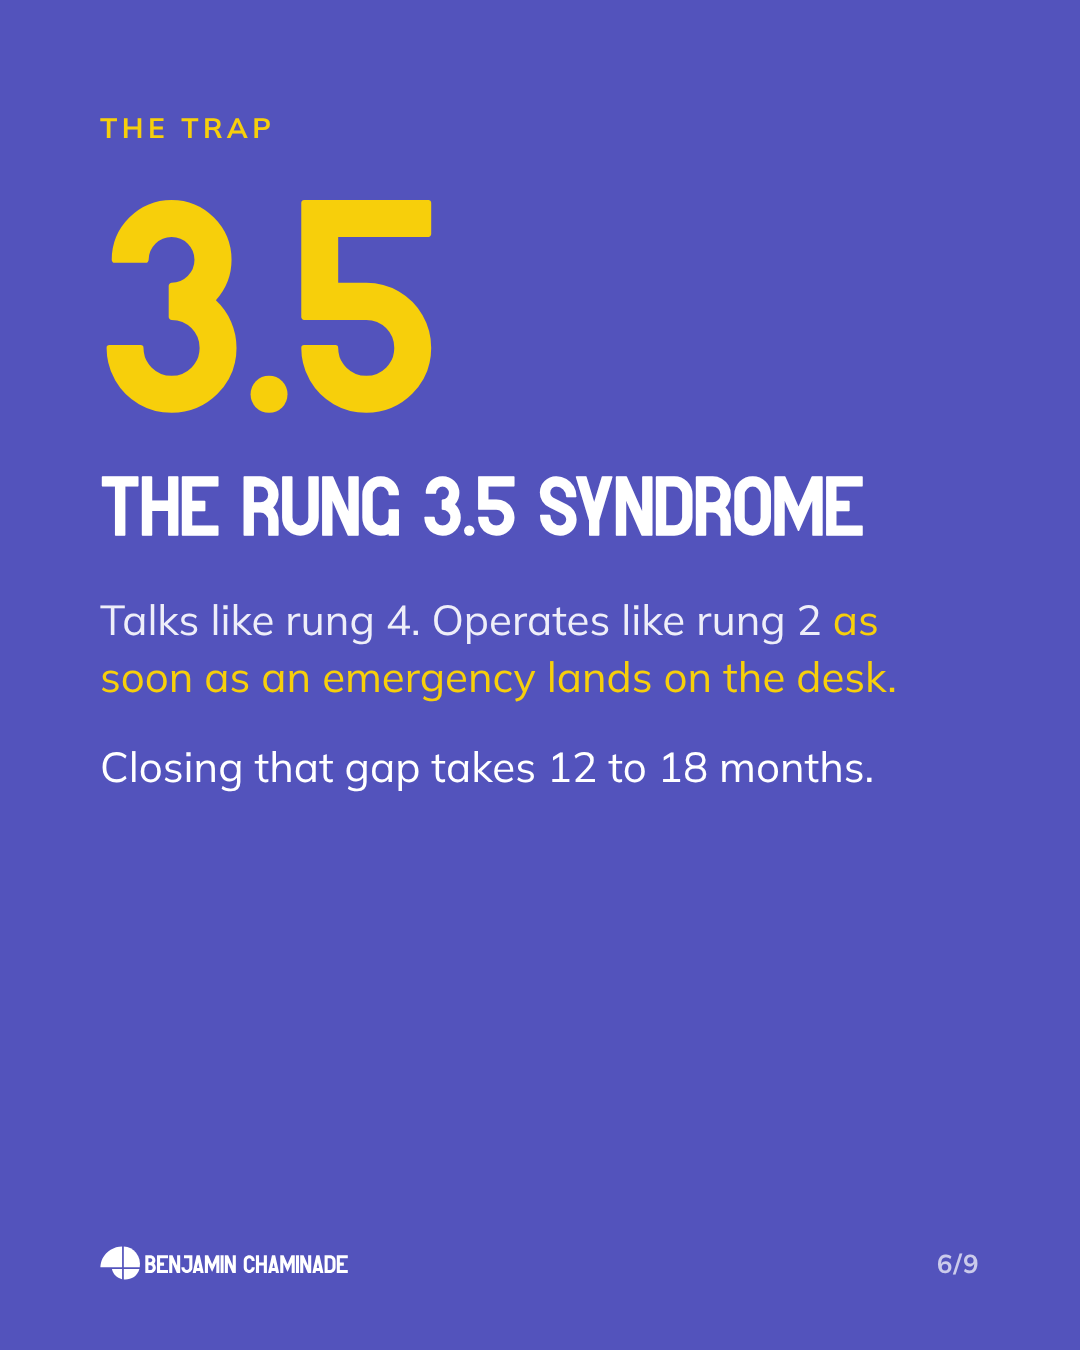 THE TRAP
3.5
THE RUNG 3.5 SYNDROME
Talks like rung 4. Operates like rung 2 as
soon as an emergency lands on the desk.
Closing that gap takes 12 to 18 months.
BENJAMIN CHAMINADE
6/9